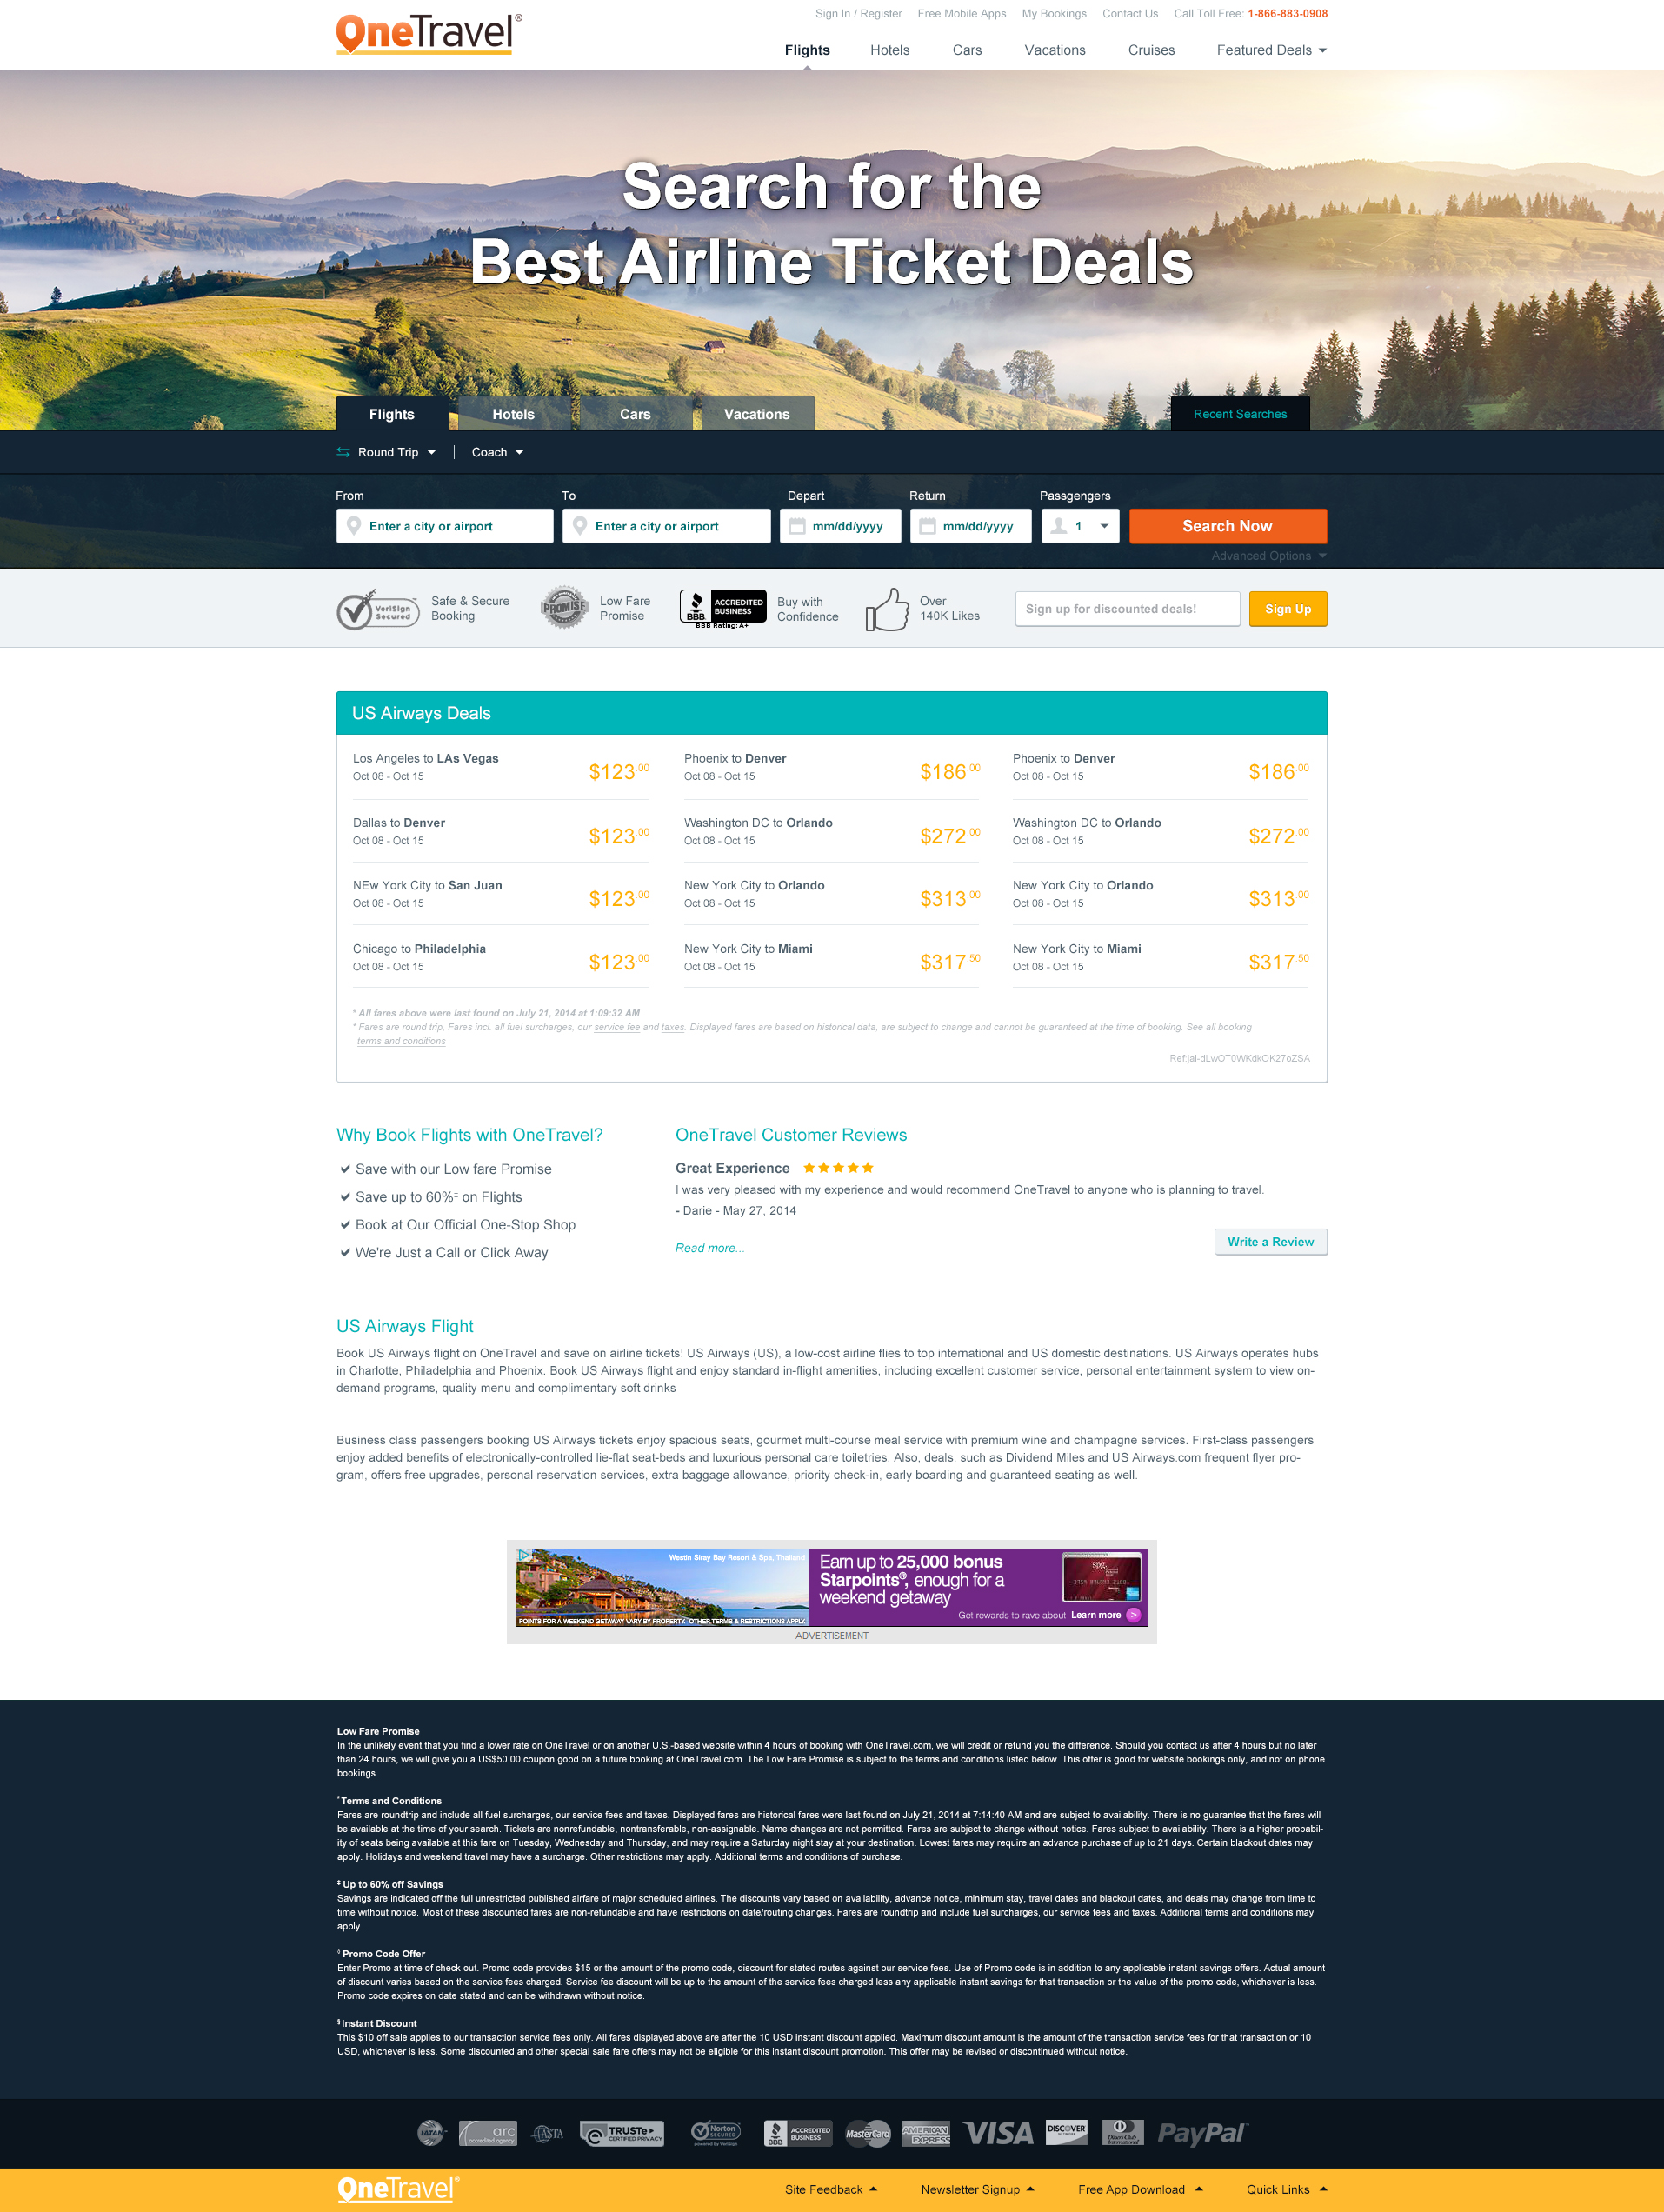 OneTravel®
Sign In / Register Free Mobile Apps My Bookings Contact Us Call Toll Free: 1-866-883-0908
Flights Hotels Cars Vacations Cruises Featured Deals
Search for the
Best Airline Ticket Deals
Flights Hotels Cars Vacations Recent Searches
Round Trip Coach
From To Depart Return Passgengers
Enter a city or airport Enter a city or airport mm/dd/yyyy mm/dd/yyyy 1 Search Now
Advanced Options
VeriSign Secured
Safe & Secure
Booking
PROMISE
Low Fare
Promise
BBB. ACCREDITED BUSINESS
BBB Rating: A+
Buy with
Confidence
Over
140K Likes
Sign up for discounted deals! Sign Up
US Airways Deals
Los Angeles to LAs Vegas $123.00 Phoenix to Denver $186.00 Phoenix to Denver $186.00
Oct 08 - Oct 15 Oct 08 - Oct 15 Oct 08 - Oct 15
Dallas to Denver $123.00 Washington DC to Orlando $272.00 Washington DC to Orlando $272.00
Oct 08 - Oct 15 Oct 08 - Oct 15 Oct 08 - Oct 15
NEw York City to San Juan $123.00 New York City to Orlando $313.00 New York City to Orlando $313.00
Oct 08 - Oct 15 Oct 08 - Oct 15 Oct 08 - Oct 15
Chicago to Philadelphia $123.00 New York City to Miami $317.50 New York City to Miami $317.50
Oct 08 - Oct 15 Oct 08 - Oct 15 Oct 08 - Oct 15
* All fares above were last found on July 21, 2014 at 1:09:32 AM
* Fares are round trip, Fares incl. all fuel surcharges, our service fee and taxes. Displayed fares are based on historical data, are subject to change and cannot be guaranteed at the time of booking. See all booking
terms and conditions
Ref:jal-dLwOT0WKdkOK27oZSA
Why Book Flights with OneTravel?
Save with our Low fare Promise
Save up to 60%‡ on Flights
Book at Our Official One-Stop Shop
We're Just a Call or Click Away
OneTravel Customer Reviews
Great Experience
I was very pleased with my experience and would recommend OneTravel to anyone who is planning to travel.
- Darie - May 27, 2014
Read more...
Write a Review
US Airways Flight
Book US Airways flight on OneTravel and save on airline tickets! US Airways (US), a low-cost airline flies to top international and US domestic destinations. US Airways operates hubs
in Charlotte, Philadelphia and Phoenix. Book US Airways flight and enjoy standard in-flight amenities, including excellent customer service, personal entertainment system to view on-
demand programs, quality menu and complimentary soft drinks
Business class passengers booking US Airways tickets enjoy spacious seats, gourmet multi-course meal service with premium wine and champagne services. First-class passengers
enjoy added benefits of electronically-controlled lie-flat seat-beds and luxurious personal care toiletries. Also, deals, such as Dividend Miles and US Airways.com frequent flyer pro-
gram, offers free upgrades, personal reservation services, extra baggage allowance, priority check-in, early boarding and guaranteed seating as well.
Westin Siray Bay Resort & Spa, Thailand
POINTS FOR A WEEKEND GETAWAY VARY BY PROPERTY. OTHER TERMS & RESTRICTIONS APPLY.
Earn up to 25,000 bonus
Starpoints®, enough for a
weekend getaway
spg
Get rewards to rave about Learn more >
ADVERTISEMENT
Low Fare Promise
In the unlikely event that you find a lower rate on OneTravel or on another U.S.-based website within 4 hours of booking with OneTravel.com, we will credit or refund you the difference. Should you contact us after 4 hours but no later
than 24 hours, we will give you a US$50.00 coupon good on a future booking at OneTravel.com. The Low Fare Promise is subject to the terms and conditions listed below. This offer is good for website bookings only, and not on phone
bookings.
* Terms and Conditions
Fares are roundtrip and include all fuel surcharges, our service fees and taxes. Displayed fares are historical fares were last found on July 21, 2014 at 7:14:40 AM and are subject to availability. There is no guarantee that the fares will
be available at the time of your search. Tickets are nonrefundable, nontransferable, non-assignable. Name changes are not permitted. Fares are subject to change without notice. Fares subject to availability. There is a higher probabil-
ity of seats being available at this fare on Tuesday, Wednesday and Thursday, and may require a Saturday night stay at your destination. Lowest fares may require an advance purchase of up to 21 days. Certain blackout dates may
apply. Holidays and weekend travel may have a surcharge. Other restrictions may apply. Additional terms and conditions of purchase.
‡ Up to 60% off Savings
Savings are indicated off the full unrestricted published airfare of major scheduled airlines. The discounts vary based on availability, advance notice, minimum stay, travel dates and blackout dates, and deals may change from time to
time without notice. Most of these discounted fares are non-refundable and have restrictions on date/routing changes. Fares are roundtrip and include fuel surcharges, our service fees and taxes. Additional terms and conditions may
apply.
◊ Promo Code Offer
Enter Promo at time of check out. Promo code provides $15 or the amount of the promo code, discount for stated routes against our service fees. Use of Promo code is in addition to any applicable instant savings offers. Actual amount
of discount varies based on the service fees charged. Service fee discount will be up to the amount of the service fees charged less any applicable instant savings for that transaction or the value of the promo code, whichever is less.
Promo code expires on date stated and can be withdrawn without notice.
§ Instant Discount
This $10 off sale applies to our transaction service fees only. All fares displayed above are after the 10 USD instant discount applied. Maximum discount amount is the amount of the transaction service fees for that transaction or 10
USD, whichever is less. Some discounted and other special sale fare offers may not be eligible for this instant discount promotion. This offer may be revised or discontinued without notice.
IATAN arc accredited agency ASTA TRUSTe CERTIFIED PRIVACY Norton SECURED powered by VeriSign BBB ACCREDITED BUSINESS MasterCard AMERICAN EXPRESS VISA DISCOVER NETWORK Diners Club International PayPal
OneTravel® Site Feedback Newsletter Signup Free App Download Quick Links